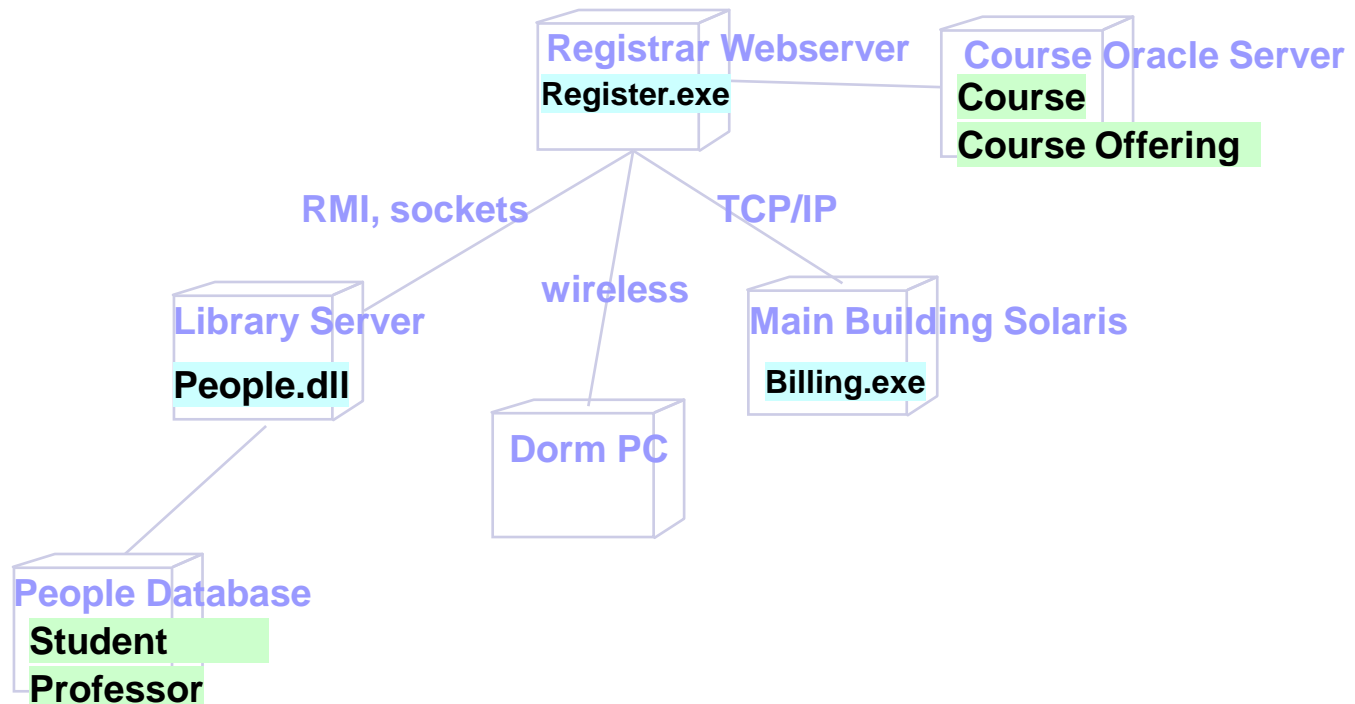 Registrar Webserver
Register.exe
Course Oracle Server
Course
Course Offering
RMI, sockets
TCP/IP
wireless
Library Server
People.dll
Main Building Solaris
Billing.exe
Dorm PC
People Database
Student
Professor